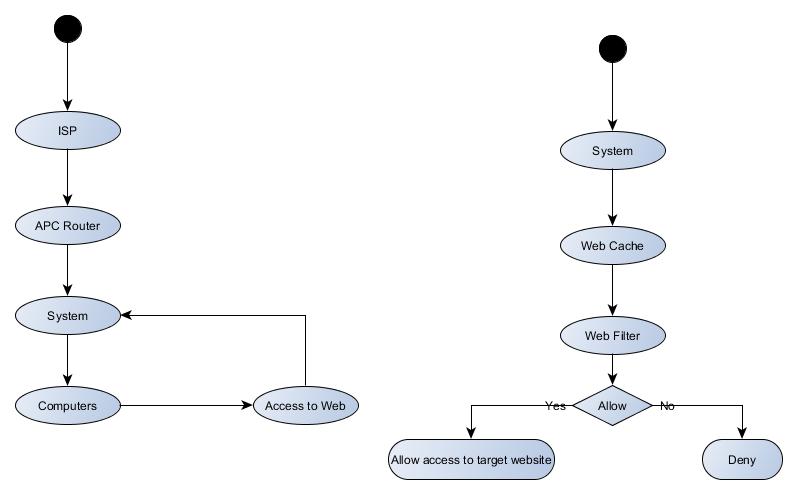 ISP
APC Router
System
Computers
Access to Web
System
Web Cache
Web Filter
Allow
Yes
No
Allow access to target website
Deny